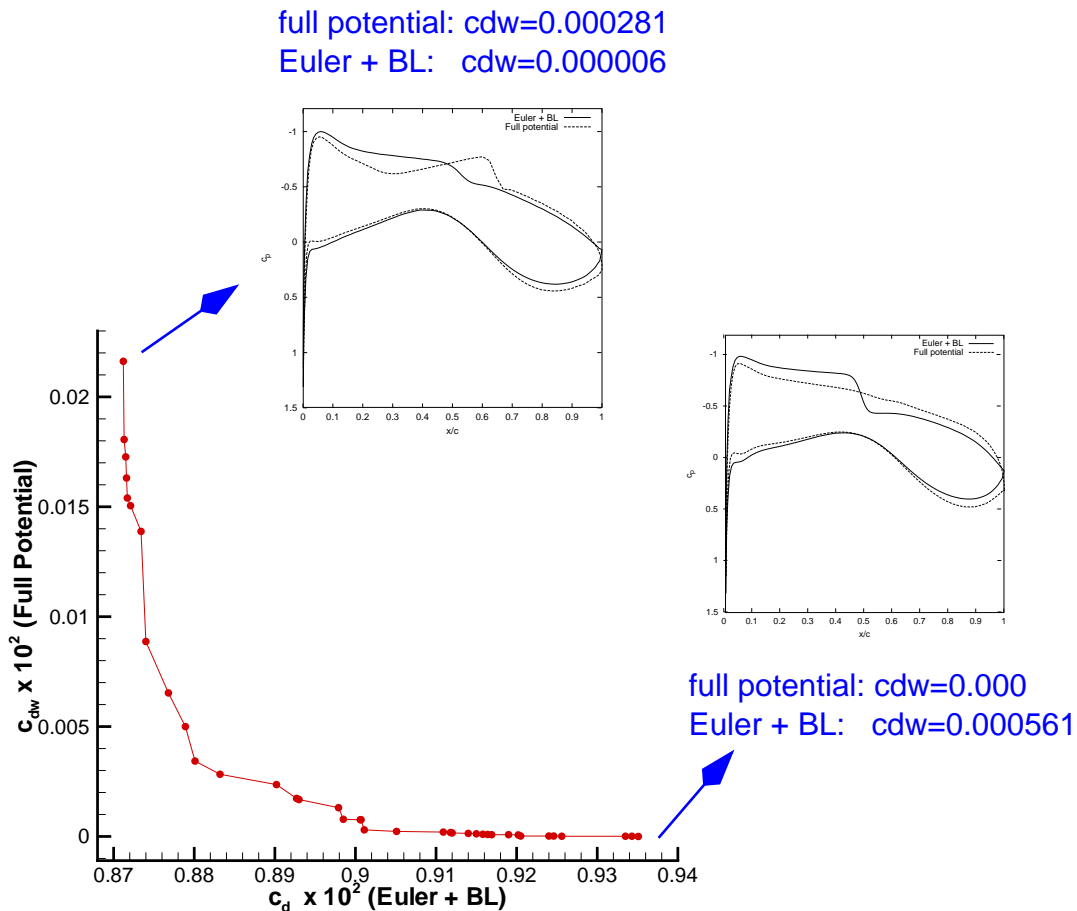 full potential: cdw=0.000281
Euler + BL: cdw=0.000006
Euler + BL
Full potential
-1
-0.5
0
0.5
1
1.5
cp
0 0.1 0.2 0.3 0.4 0.5 0.6 0.7 0.8 0.9 1
x/c
Euler + BL
Full potential
-1
-0.5
0
0.5
1
1.5
cp
0 0.1 0.2 0.3 0.4 0.5 0.6 0.7 0.8 0.9 1
x/c
full potential: cdw=0.000
Euler + BL: cdw=0.000561
0.02
0.015
0.01
0.005
0
cdw x 10² (Full Potential)
0.87 0.88 0.89 0.9 0.91 0.92 0.93 0.94
cd x 10² (Euler + BL)